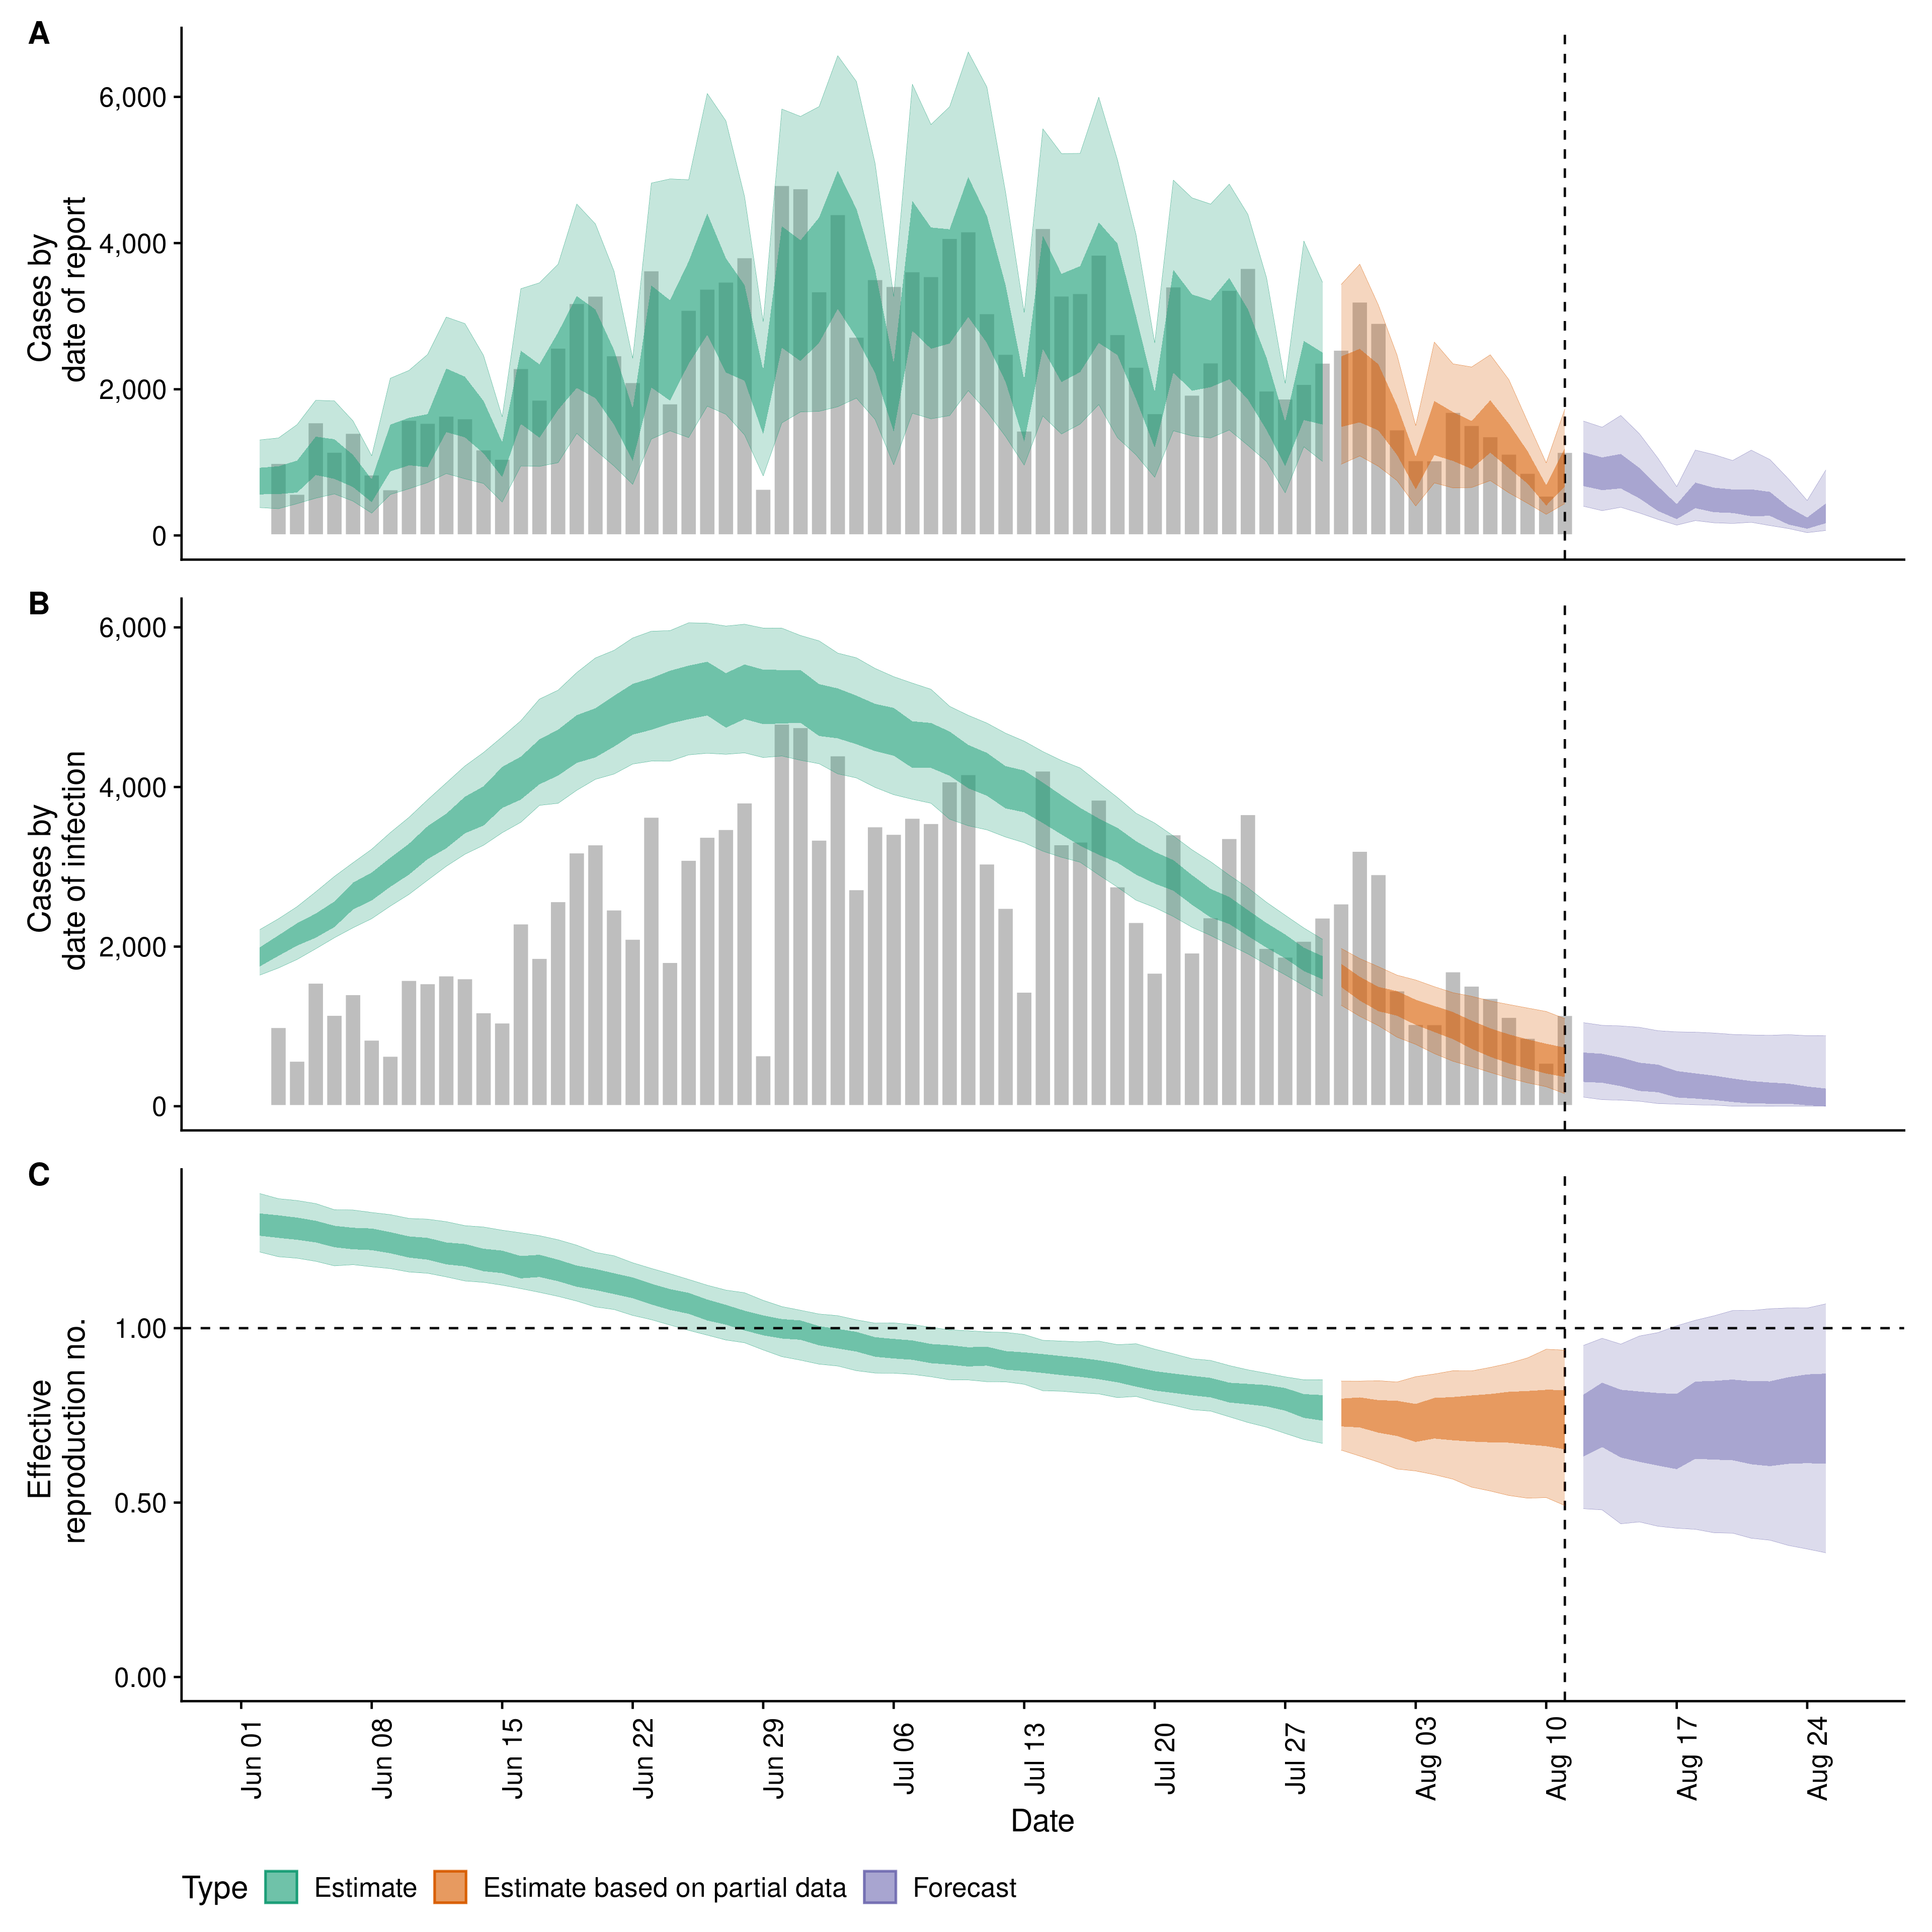 A
Cases by
date of report
6,000
4,000
2,000
0
B
Cases by
date of infection
6,000
4,000
2,000
0
C
Effective
reproduction no.
1.00
0.50
0.00
Jun 01
Jun 08
Jun 15
Jun 22
Jun 29
Jul 06
Jul 13
Jul 20
Jul 27
Aug 03
Aug 10
Aug 17
Aug 24
Date
Type Estimate Estimate based on partial data Forecast